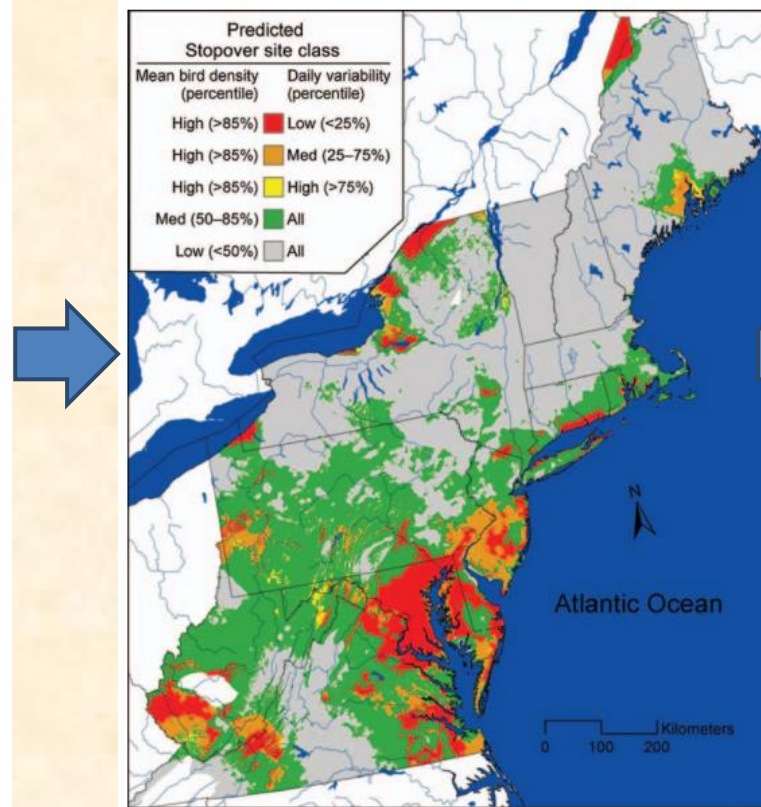 Predicted
Stopover site class
Mean bird density (percentile) Daily variability (percentile)
High (>85%) Low (<25%)
High (>85%) Med (25–75%)
High (>85%) High (>75%)
Med (50–85%) All
Low (<50%) All
N
Atlantic Ocean
Kilometers
0 100 200